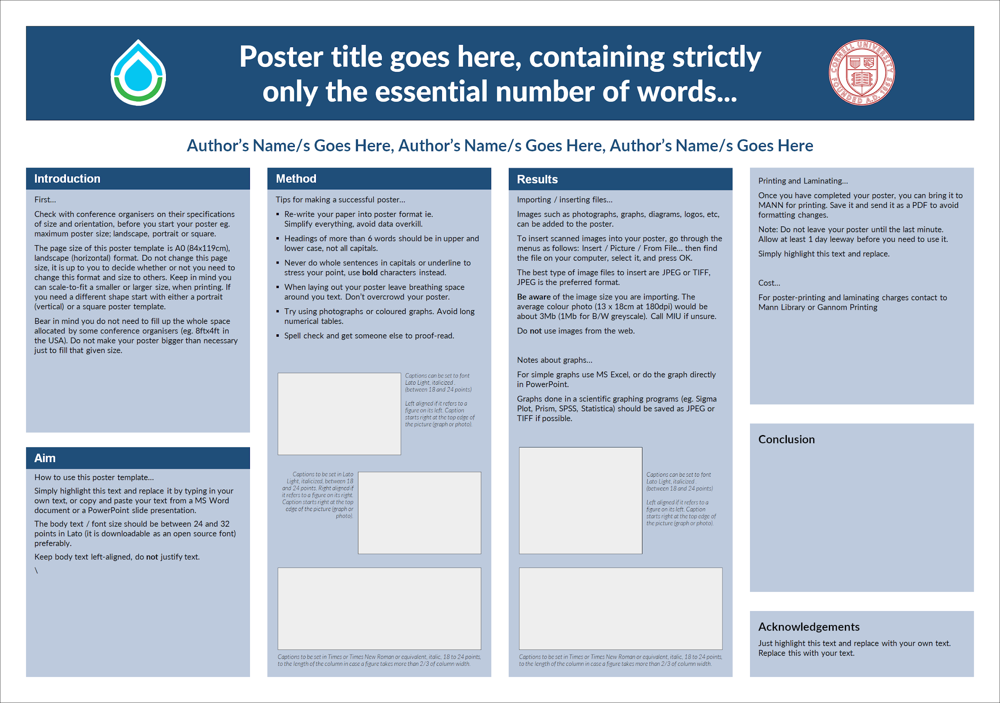 Poster title goes here, containing strictly
only the essential number of words...
CORNELL UNIVERSITY
FOUNDED A.D. 1865
Author’s Name/s Goes Here, Author’s Name/s Goes Here, Author’s Name/s Goes Here
Introduction
First…
Check with conference organisers on their specifications
of size and orientation, before you start your poster eg.
maximum poster size; landscape, portrait or square.
The page size of this poster template is A0 (84x119cm),
landscape (horizontal) format. Do not change this page
size, it is up to you to decide whether or not you need to
change this format and size to others. Keep in mind you
can scale-to-fit a smaller or larger size, when printing. If
you need a different shape start with either a portrait
(vertical) or a square poster template.
Bear in mind you do not need to fill up the whole space
allocated by some conference organisers (eg. 8ftx4ft in
the USA). Do not make your poster bigger than necessary
just to fill that given size.
Aim
How to use this poster template…
Simply highlight this text and replace it by typing in your
own text, or copy and paste your text from a MS Word
document or a PowerPoint slide presentation.
The body text / font size should be between 24 and 32
points in Lato (it is downloadable as an open source font)
preferably.
Keep body text left-aligned, do not justify text.
\
Method
Tips for making a successful poster…
▪ Re-write your paper into poster format ie.
Simplify everything, avoid data overkill.
▪ Headings of more than 6 words should be in upper and
lower case, not all capitals.
▪ Never do whole sentences in capitals or underline to
stress your point, use bold characters instead.
▪ When laying out your poster leave breathing space
around you text. Don’t overcrowd your poster.
▪ Try using photographs or coloured graphs. Avoid long
numerical tables.
▪ Spell check and get someone else to proof-read.
Captions can be set to font
Lato Light, italicized .
(between 18 and 24 points)
Left aligned if it refers to a
figure on its left. Caption
starts right at the top edge of
the picture (graph or photo).
Captions to be set in Lato
Light, italicized, between 18
and 24 points. Right aligned if
it refers to a figure on its right.
Caption starts right at the top
edge of the picture (graph or
photo).
Captions to be set in Times or Times New Roman or equivalent, italic, 18 to 24 points,
to the length of the column in case a figure takes more than 2/3 of column width.
Results
Importing / inserting files…
Images such as photographs, graphs, diagrams, logos, etc,
can be added to the poster.
To insert scanned images into your poster, go through the
menus as follows: Insert / Picture / From File… then find
the file on your computer, select it, and press OK.
The best type of image files to insert are JPEG or TIFF,
JPEG is the preferred format.
Be aware of the image size you are importing. The
average colour photo (13 x 18cm at 180dpi) would be
about 3Mb (1Mb for B/W greyscale). Call MIU if unsure.
Do not use images from the web.
Notes about graphs…
For simple graphs use MS Excel, or do the graph directly
in PowerPoint.
Graphs done in a scientific graphing programs (eg. Sigma
Plot, Prism, SPSS, Statistica) should be saved as JPEG or
TIFF if possible.
Captions can be set to font
Lato Light, italicized .
(between 18 and 24 points)
Left aligned if it refers to a
figure on its left. Caption
starts right at the top edge of
the picture (graph or photo).
Captions to be set in Times or Times New Roman or equivalent, italic, 18 to 24 points,
to the length of the column in case a figure takes more than 2/3 of column width.
Printing and Laminating…
Once you have completed your poster, you can bring it to
MANN for printing. Save it and send it as a PDF to avoid
formatting changes.
Note: Do not leave your poster until the last minute.
Allow at least 1 day leeway before you need to use it.
Simply highlight this text and replace.
Cost…
For poster-printing and laminating charges contact to
Mann Library or Gannom Printing
Conclusion
Acknowledgements
Just highlight this text and replace with your own text.
Replace this with your text.